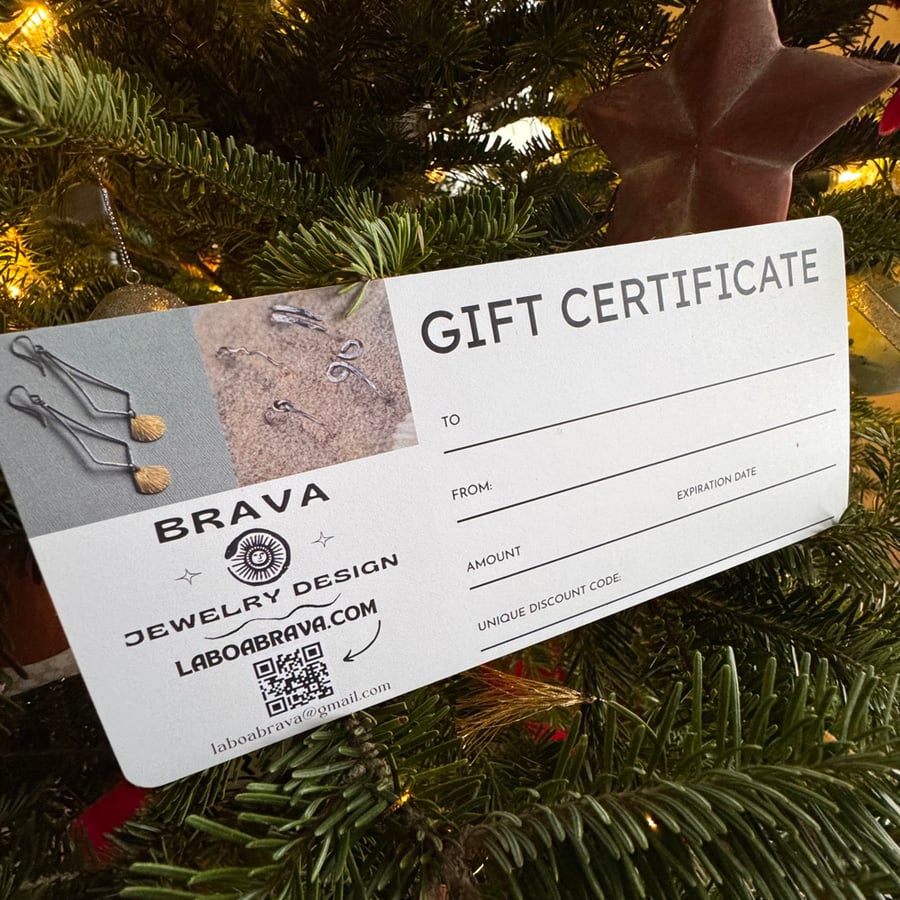 GIFT CERTIFICATE
TO
FROM:
EXPIRATION DATE
AMOUNT
UNIQUE DISCOUNT CODE:
BRAVA
JEWELRY DESIGN
LABOABRAVA.COM
laboabrava@gmail.com